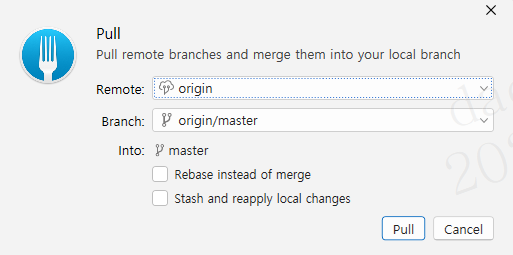 Pull
Pull remote branches and merge them into your local branch
Remote: origin
Branch: origin/master
Into: master
Rebase instead of merge
Stash and reapply local changes
Pull Cancel